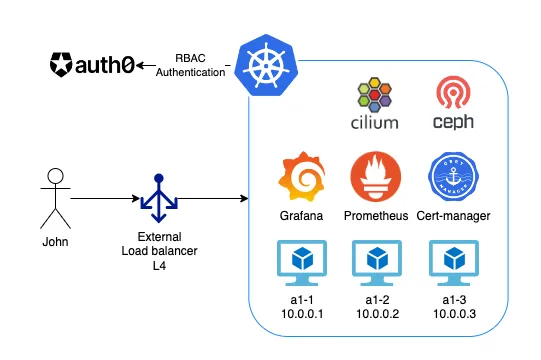 auth0
RBAC
Authentication
cilium
ceph
Grafana
Prometheus
CERT
MANAGER
Cert-manager
John
External
Load balancer
L4
a1-1
10.0.0.1
a1-2
10.0.0.2
a1-3
10.0.0.3